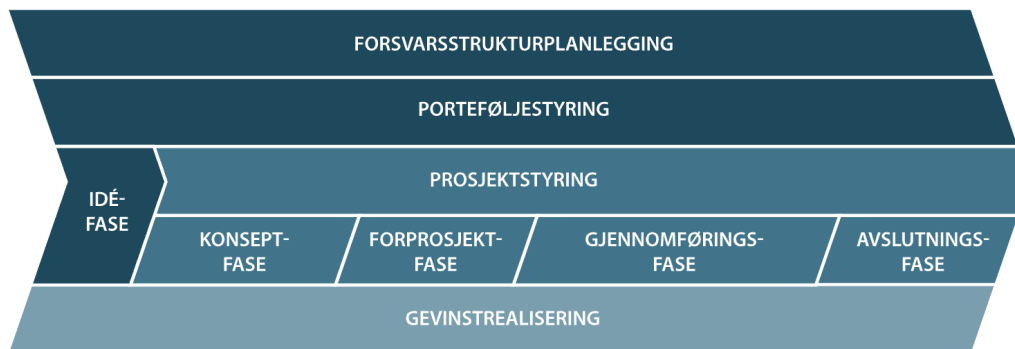 FORSVARSSTRUKTURPLANLEGGING
PORTEFØLJESTYRING
IDÉ-
FASE
PROSJEKTSTYRING
KONSEPT-
FASE
FORPROSJEKT-
FASE
GJENNOMFØRINGS-
FASE
AVSLUTNINGS-
FASE
GEVINSTREALISERING